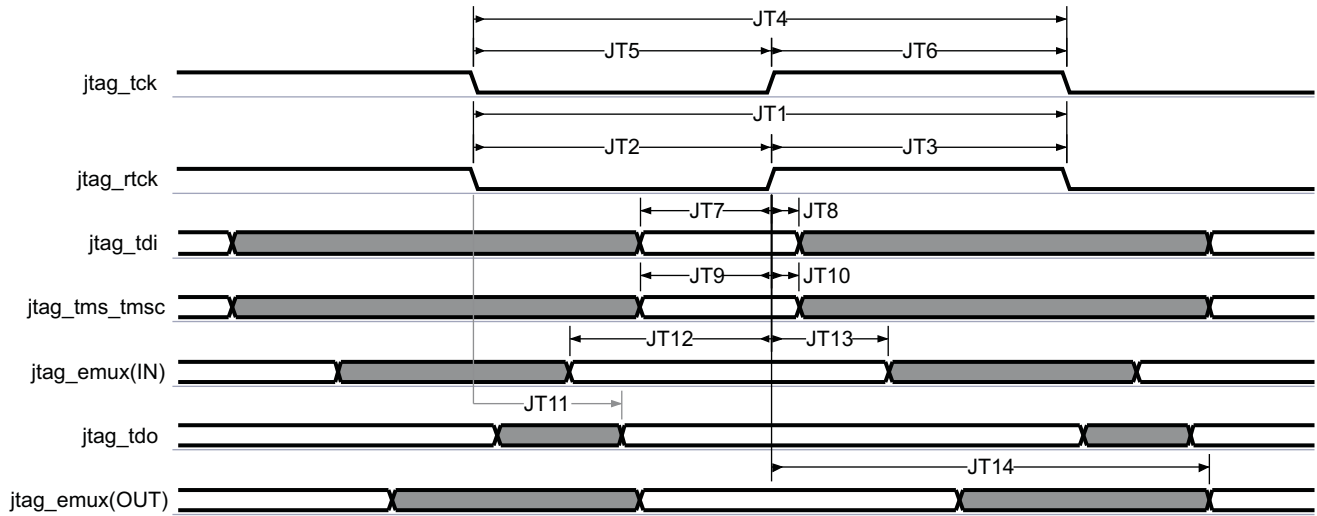 JT4
JT5 JT6
jtag_tck
JT1
JT2 JT3
jtag_rtck
JT7 JT8
jtag_tdi
JT9 JT10
jtag_tms_tmsc
JT12 JT13
jtag_emux(IN)
JT11
jtag_tdo
JT14
jtag_emux(OUT)